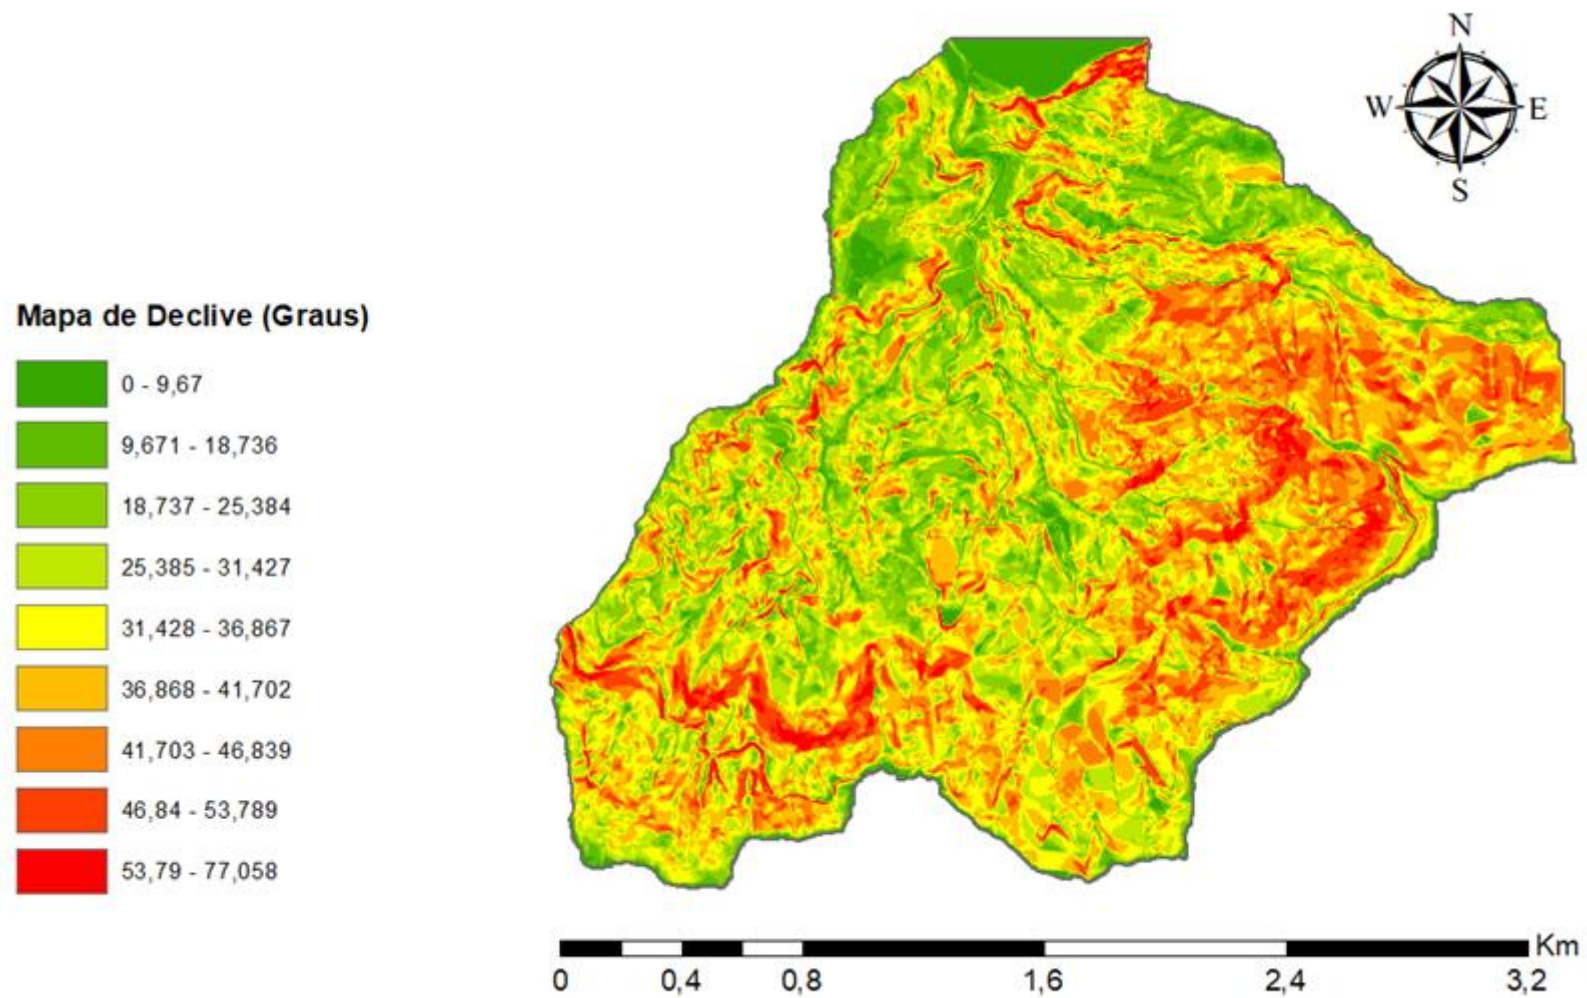 N
W
E
S
Mapa de Declive (Graus)
0 - 9,67
9,671 - 18,736
18,737 - 25,384
25,385 - 31,427
31,428 - 36,867
36,868 - 41,702
41,703 - 46,839
46,84 - 53,789
53,79 - 77,058
Km
0 0,4 0,8 1,6 2,4 3,2